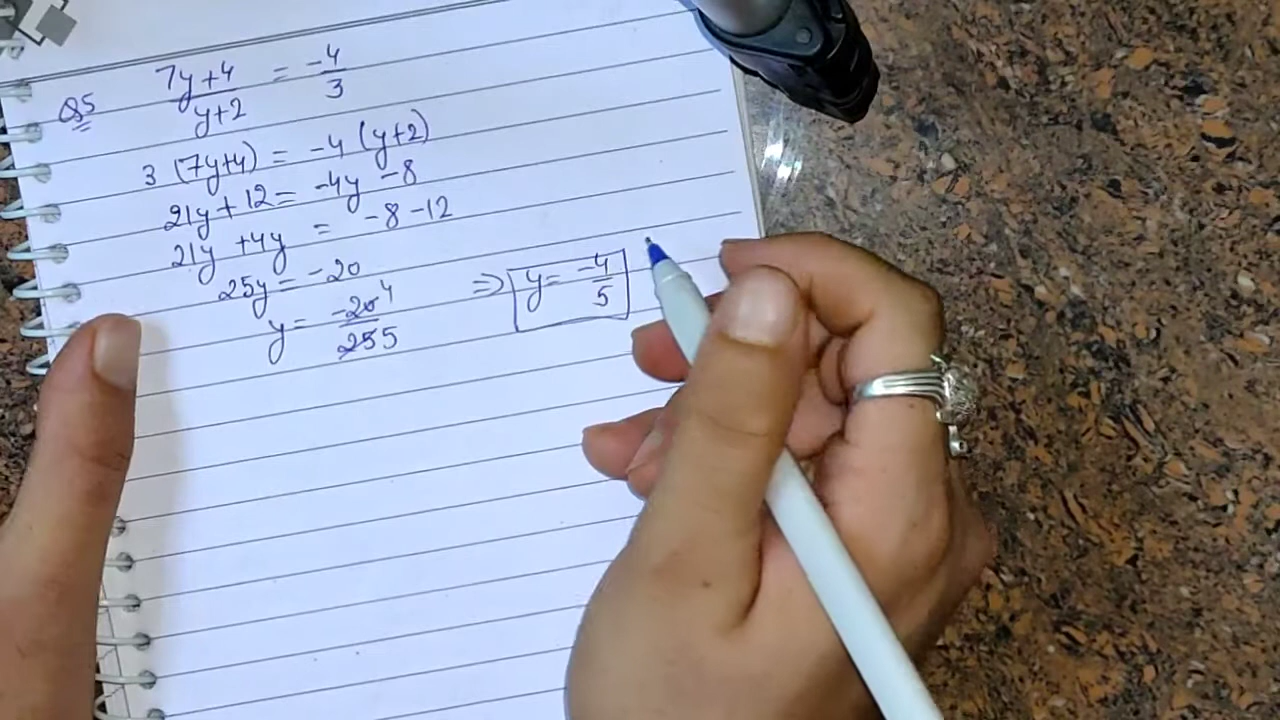 Q5 7y+4/y+2 = -4/3
3 (7y+4) = -4 (y+2)
21y + 12 = -4y -8
21y +4y = -8 -12
25y = -20
y = -20 4/25 5 ⇒ y = -4/5